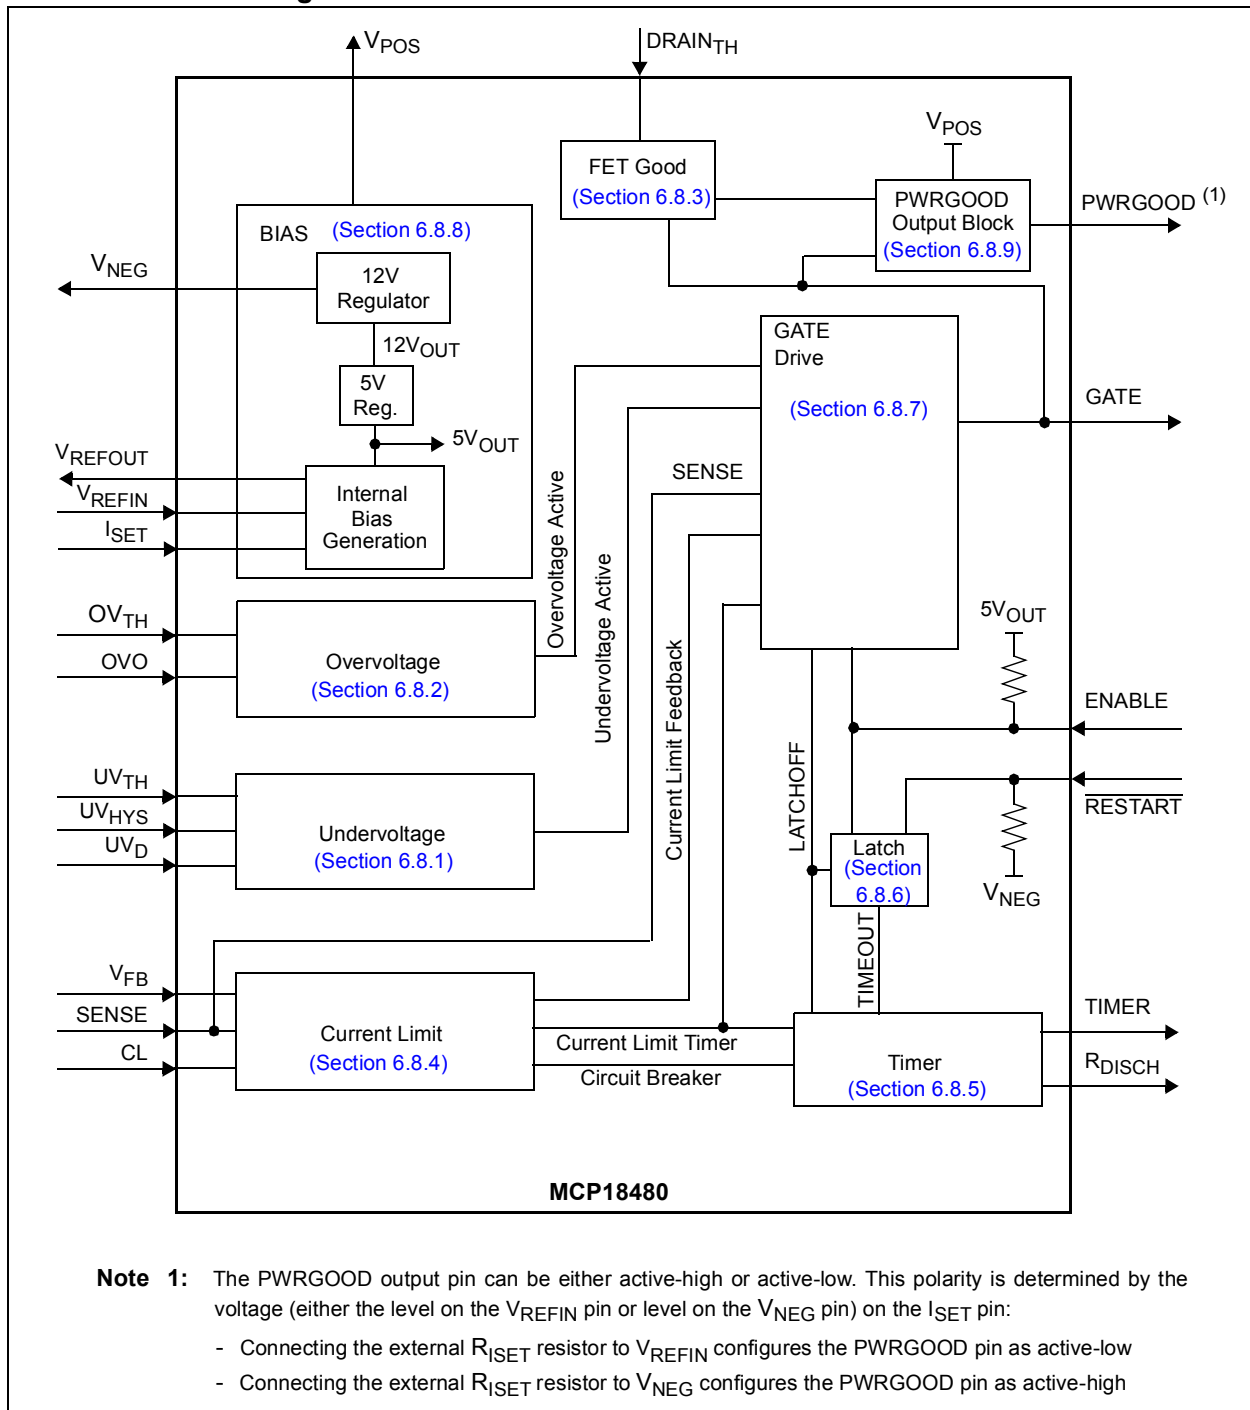 VPOS
DRAINTH
FET Good
(Section 6.8.3)
VPOS
PWRGOOD
Output Block
(Section 6.8.9)
PWRGOOD (1)
BIAS (Section 6.8.8)
VNEG
12V
Regulator
12VOUT
5V
Reg.
5VOUT
VREFOUT
VREFIN
ISET
Internal
Bias
Generation
GATE
Drive
(Section 6.8.7)
GATE
SENSE
Overvoltage Active
Undervoltage Active
Current Limit Feedback
OVTH
OVO
Overvoltage
(Section 6.8.2)
5VOUT
ENABLE
RESTART
LATCHOFF
Latch
(Section
6.8.6)
VNEG
TIMEOUT
UVTH
UVHYS
UVD
Undervoltage
(Section 6.8.1)
VFB
SENSE
CL
Current Limit
(Section 6.8.4)
Current Limit Timer
Circuit Breaker
Timer
(Section 6.8.5)
TIMER
RDISCH
MCP18480
Note 1: The PWRGOOD output pin can be either active-high or active-low. This polarity is determined by the
voltage (either the level on the VREFIN pin or level on the VNEG pin) on the ISET pin:
- Connecting the external RISET resistor to VREFIN configures the PWRGOOD pin as active-low
- Connecting the external RISET resistor to VNEG configures the PWRGOOD pin as active-high